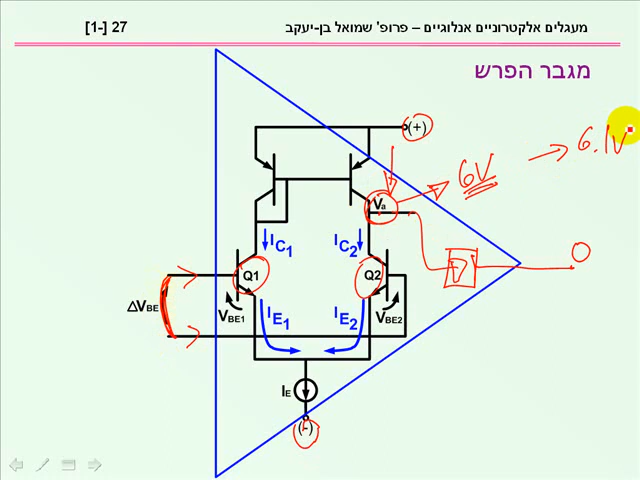 מעגלים אלקטרוניים אנלוגיים – פרופ' שמואל בן-יעקב
27 [-1]
מגבר הפרש
(+)
6.1V
6V
Va
IC1
IC2
0
D
Q1
Q2
ΔVBE
VBE1
IE1
IE2
VBE2
IE
(-)